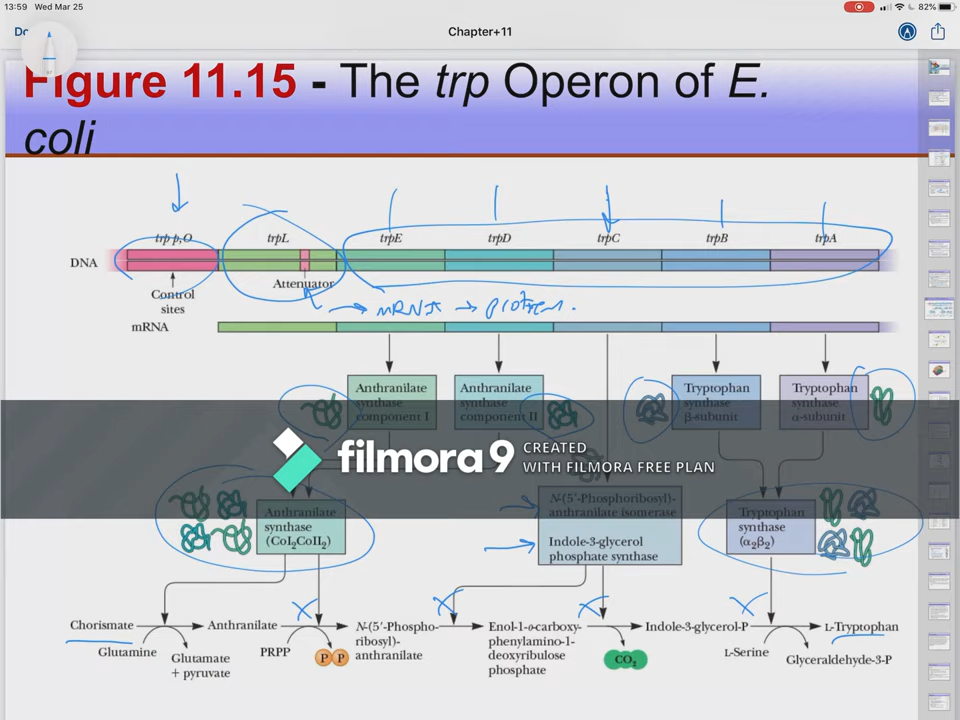 13:59 Wed Mar 25
82%
Chapter+11
Figure 11.15 - The trp Operon of E.
coli
trp p,O trpL trpE trpD trpC trpB trpA
DNA
Attenuator
Control
sites
mRNA → protein.
mRNA
Anthranilate
synthase
component I
Anthranilate
synthase
component II
Tryptophan
synthase
β-subunit
Tryptophan
synthase
α-subunit
filmora9
CREATED
WITH FILMORA FREE PLAN
Anthranilate
synthase
(CoI₂CoII₂)
N-(5'-Phosphoribosyl)-
anthranilate isomerase
Indole-3-glycerol
phosphate synthase
Tryptophan
synthase
(α₂β₂)
Chorismate
Glutamine
Glutamate
+ pyruvate
Anthranilate
PRPP
P P
N-(5'-Phospho-
ribosyl)-
anthranilate
Enol-1-o-carboxy-
phenylamino-1-
deoxyribulose
phosphate
CO₂
Indole-3-glycerol-P
L-Serine
Glyceraldehyde-3-P
L-Tryptophan